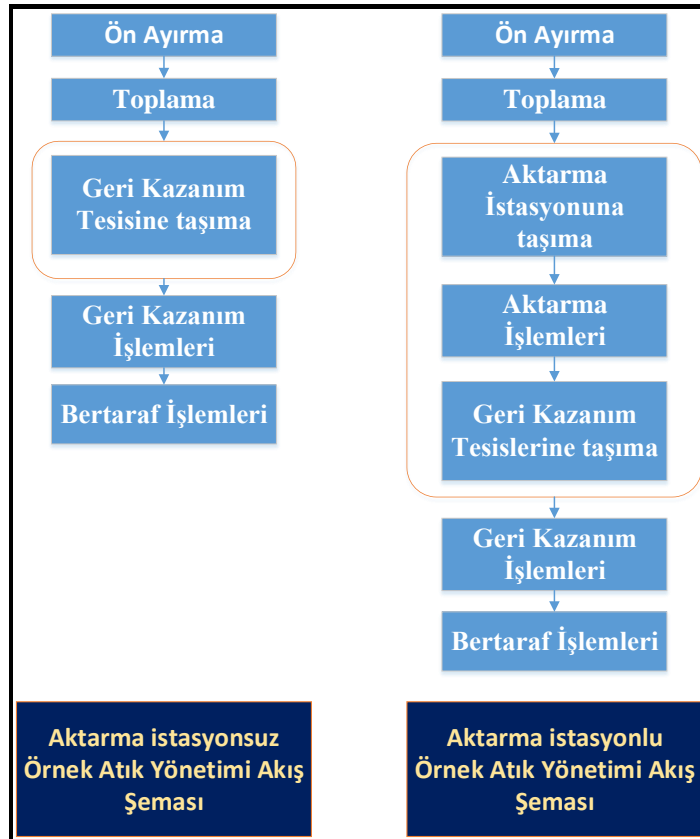 Ön Ayırma
Toplama
Geri Kazanım
Tesisine taşıma
Geri Kazanım
İşlemleri
Bertaraf İşlemleri
Aktarma istasyonsuz
Örnek Atık Yönetimi Akış
Şeması
Ön Ayırma
Toplama
Aktarma
İstasyonuna
taşıma
Aktarma
İşlemleri
Geri Kazanım
Tesislerine taşıma
Geri Kazanım
İşlemleri
Bertaraf İşlemleri
Aktarma istasyonlu
Örnek Atık Yönetimi Akış
Şeması